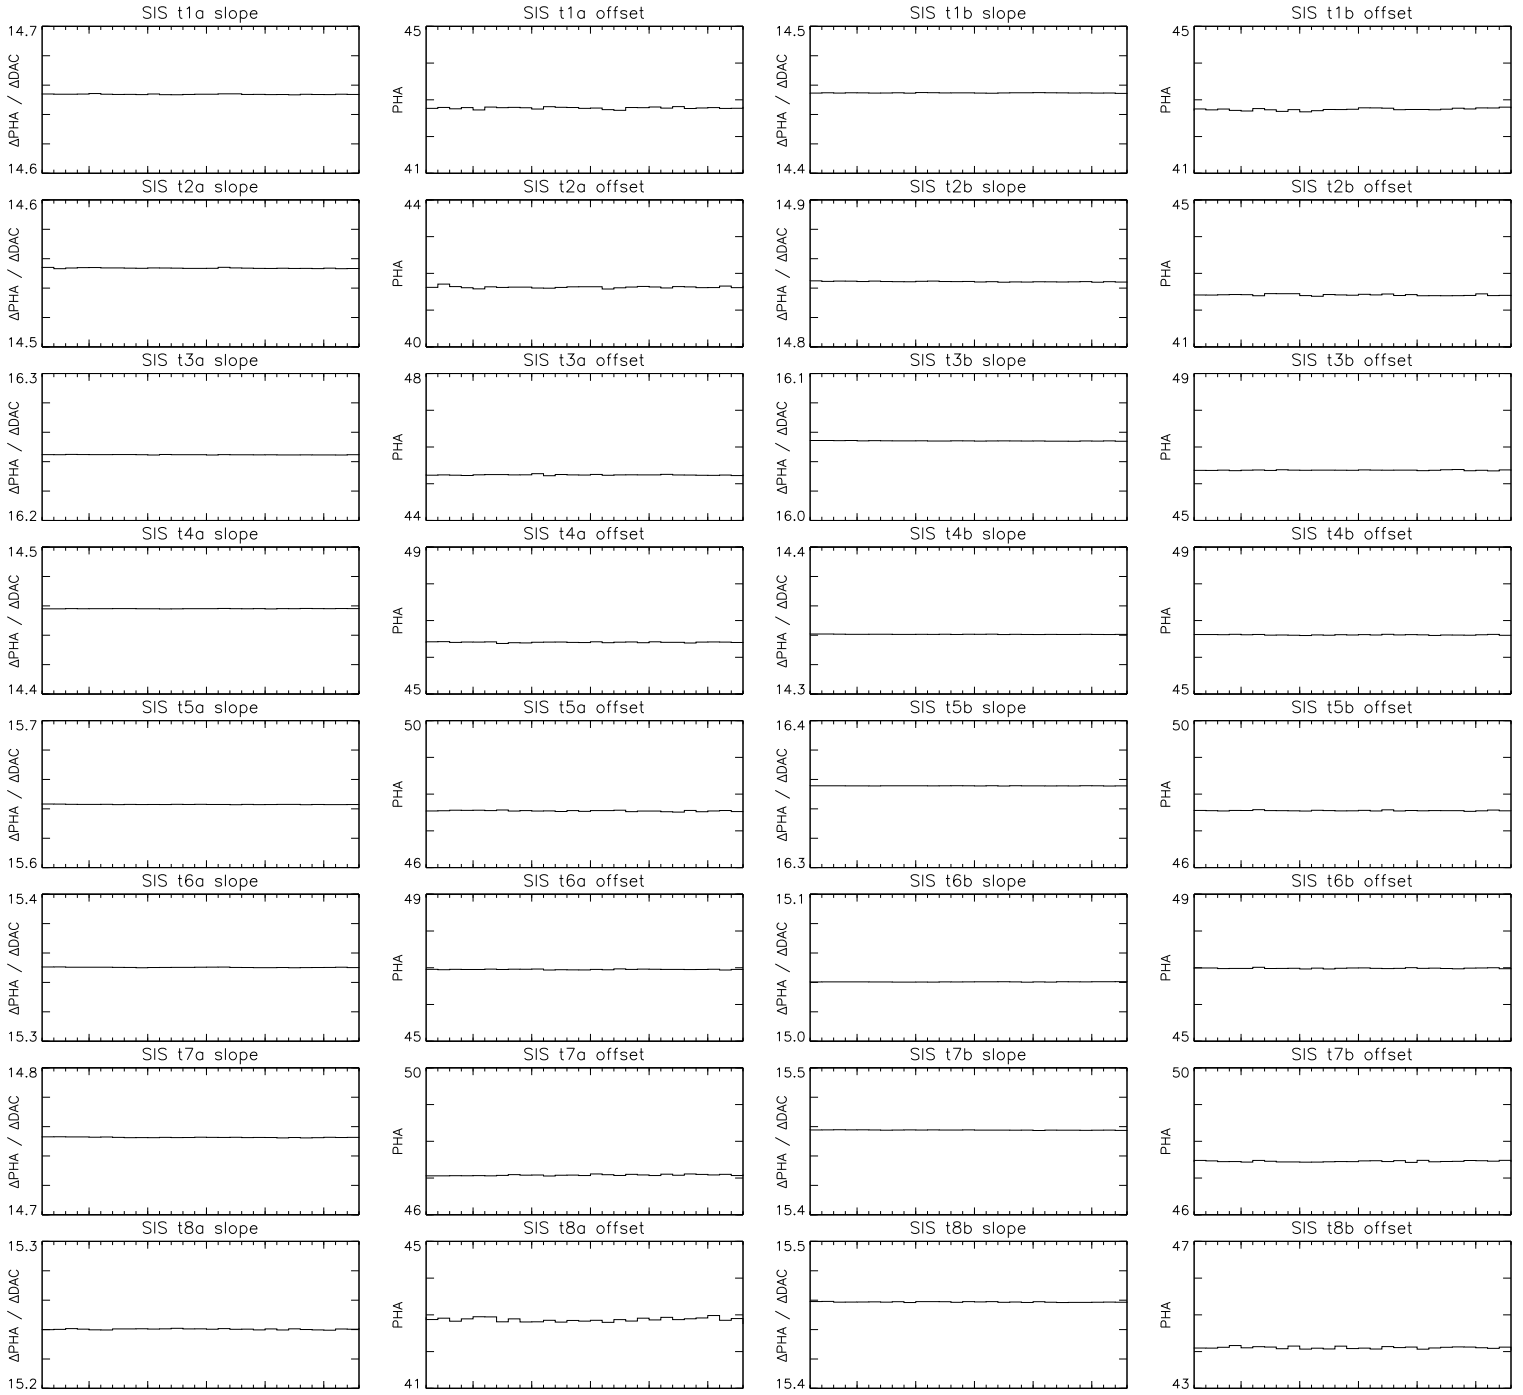 SIS t1a slope SIS t1a offset SIS t1b slope SIS t1b offset
14.7 45 14.5 45
ΔPHA / ΔDAC PHA ΔPHA / ΔDAC PHA
14.6 41 14.4 41
SIS t2a slope SIS t2a offset SIS t2b slope SIS t2b offset
14.6 44 14.9 45
ΔPHA / ΔDAC PHA ΔPHA / ΔDAC PHA
14.5 40 14.8 41
SIS t3a slope SIS t3a offset SIS t3b slope SIS t3b offset
16.3 48 16.1 49
ΔPHA / ΔDAC PHA ΔPHA / ΔDAC PHA
16.2 44 16.0 45
SIS t4a slope SIS t4a offset SIS t4b slope SIS t4b offset
14.5 49 14.4 49
ΔPHA / ΔDAC PHA ΔPHA / ΔDAC PHA
14.4 45 14.3 45
SIS t5a slope SIS t5a offset SIS t5b slope SIS t5b offset
15.7 50 16.4 50
ΔPHA / ΔDAC PHA ΔPHA / ΔDAC PHA
15.6 46 16.3 46
SIS t6a slope SIS t6a offset SIS t6b slope SIS t6b offset
15.4 49 15.1 49
ΔPHA / ΔDAC PHA ΔPHA / ΔDAC PHA
15.3 45 15.0 45
SIS t7a slope SIS t7a offset SIS t7b slope SIS t7b offset
14.8 50 15.5 50
ΔPHA / ΔDAC PHA ΔPHA / ΔDAC PHA
14.7 46 15.4 46
SIS t8a slope SIS t8a offset SIS t8b slope SIS t8b offset
15.3 45 15.5 47
ΔPHA / ΔDAC PHA ΔPHA / ΔDAC PHA
15.2 41 15.4 43